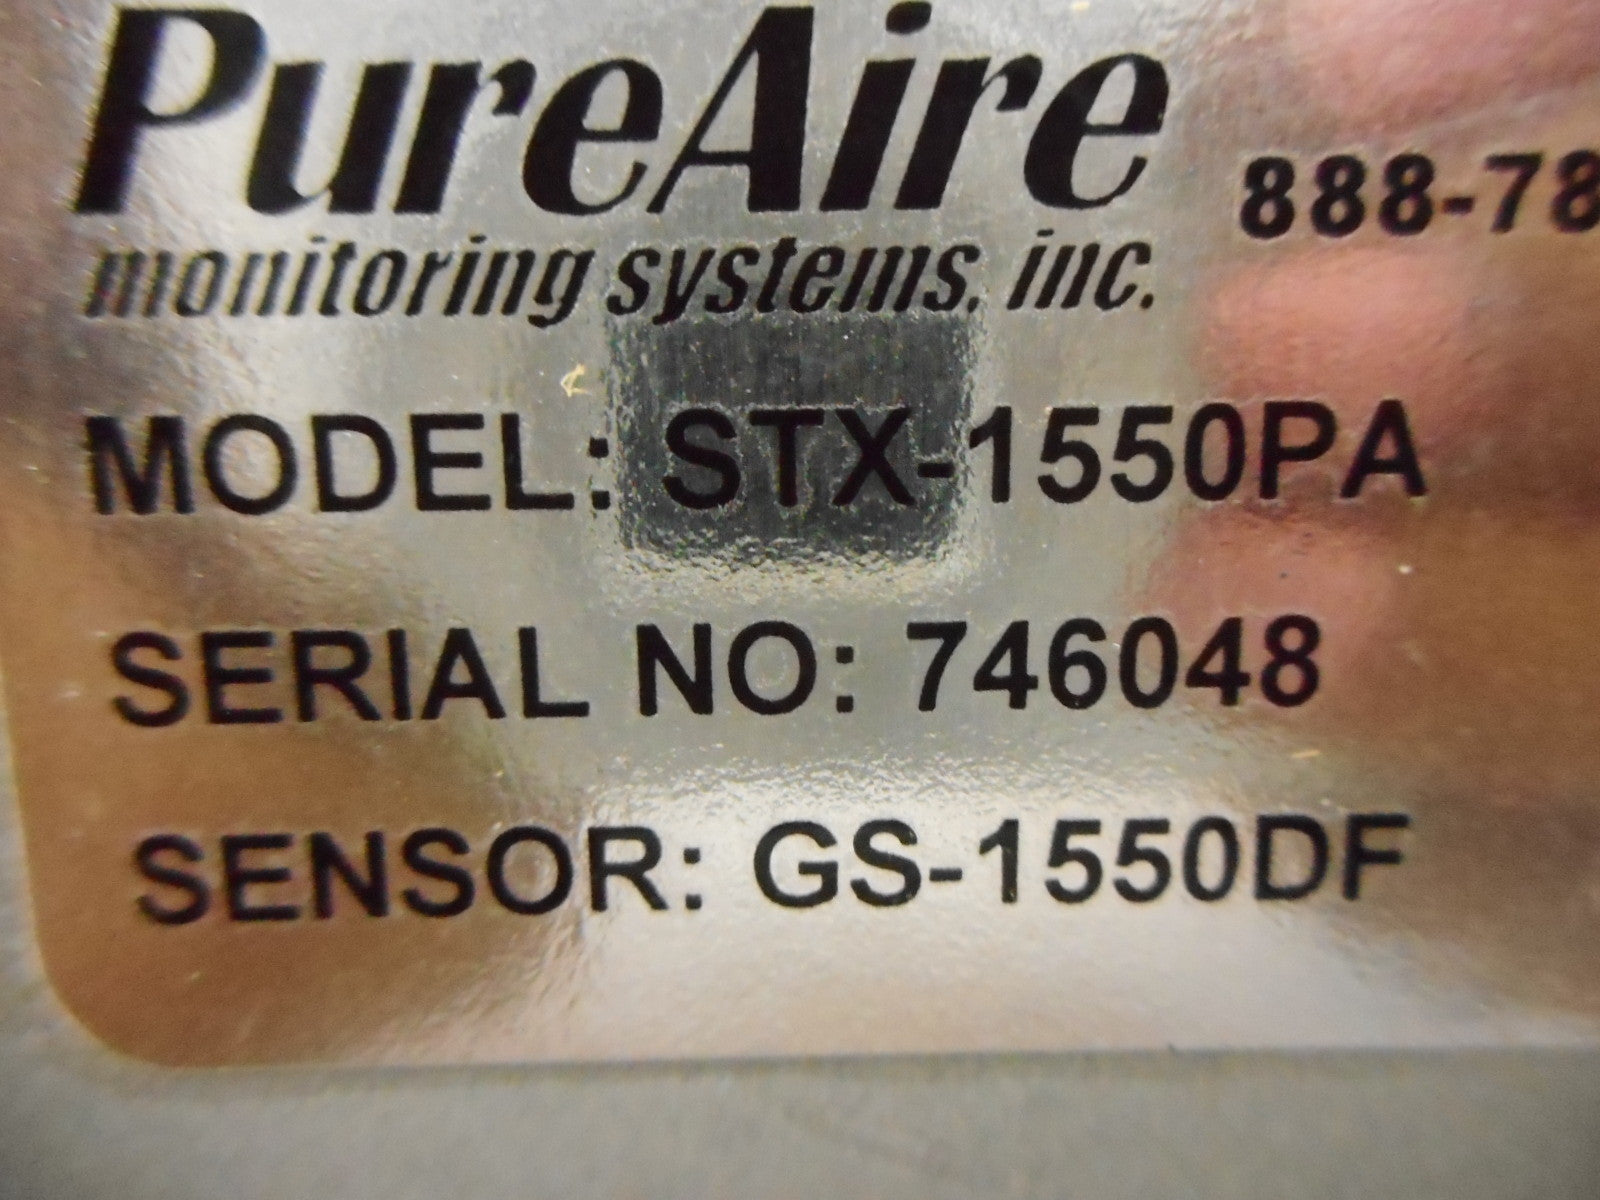 PureAire
888-78
monitoring systems, inc.
MODEL: STX-1550PA
SERIAL NO: 746048
SENSOR: GS-1550DF